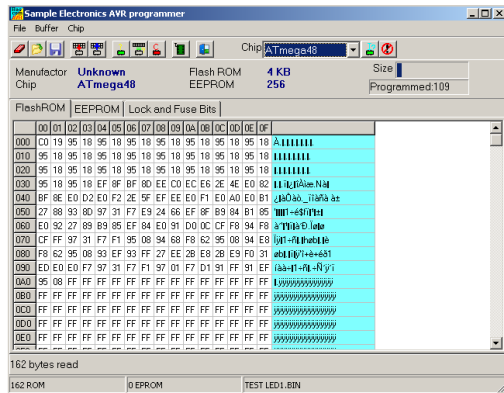 Sample Electronics AVR programmer
File Buffer Chip
Chip ATmega48
Manufactor Unknown Flash ROM 4 KB Size
Chip ATmega48 EEPROM 256 Programmed:109
FlashROM EEPROM Lock and Fuse Bits
00 01 02 03 04 05 06 07 08 09 0A 0B 0C 0D 0E 0F
000 C0 19 95 18 95 18 95 18 95 18 95 18 95 18 95 18
010 95 18 95 18 95 18 95 18 95 18 95 18 95 18 95 18
020 95 18 95 18 95 18 95 18 95 18 95 18 95 18 95 18
030 95 18 95 18 EF 8F BF 8D EE C0 EC E6 2E 4E E0 82
040 BF 8E E0 D2 E0 F2 2E 5F EF EE E0 F1 E0 A0 E0 B1
050 27 88 93 8D 97 31 F7 E9 24 66 EF 8F B9 84 B1 85
060 E0 92 27 89 B9 85 EF 84 E0 91 D0 0C CF F8 94 F8
070 CF FF 97 31 F7 F1 95 08 94 68 F8 62 95 08 94 E8
080 F8 62 95 08 93 EF 93 FF 27 EE 2B E8 2B E9 F0 31
090 ED E0 E0 F7 97 31 F7 F1 97 01 F7 D1 91 FF 91 EF
0A0 95 08 FF FF FF FF FF FF FF FF FF FF FF FF FF FF
0B0 FF FF FF FF FF FF FF FF FF FF FF FF FF FF FF FF
0C0 FF FF FF FF FF FF FF FF FF FF FF FF FF FF FF FF
0D0 FF FF FF FF FF FF FF FF FF FF FF FF FF FF FF FF
0E0 FF FF FF FF FF FF FF FF FF FF FF FF FF FF FF FF
162 bytes read
162 ROM 0 EPROM TEST LED1.BIN